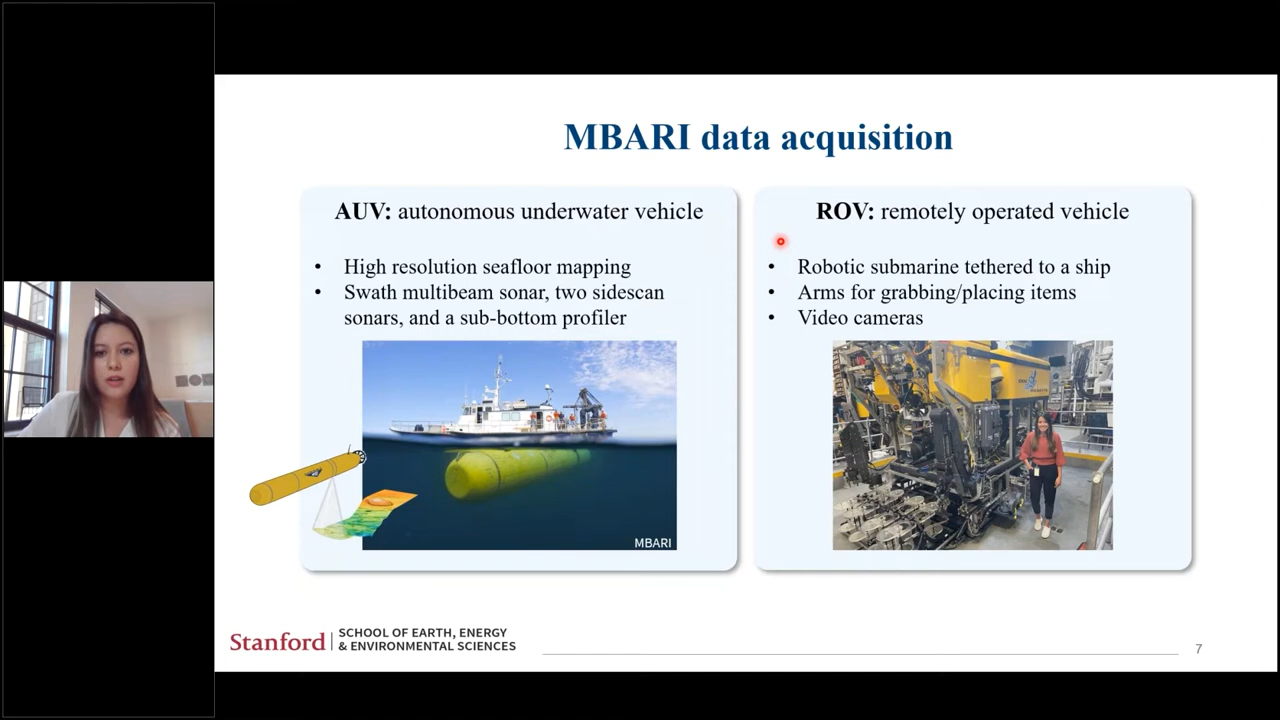 MBARI data acquisition
AUV: autonomous underwater vehicle
• High resolution seafloor mapping
• Swath multibeam sonar, two sidescan
sonars, and a sub-bottom profiler
MBARI
ROV: remotely operated vehicle
• Robotic submarine tethered to a ship
• Arms for grabbing/placing items
• Video cameras
Stanford
SCHOOL OF EARTH, ENERGY
& ENVIRONMENTAL SCIENCES
7